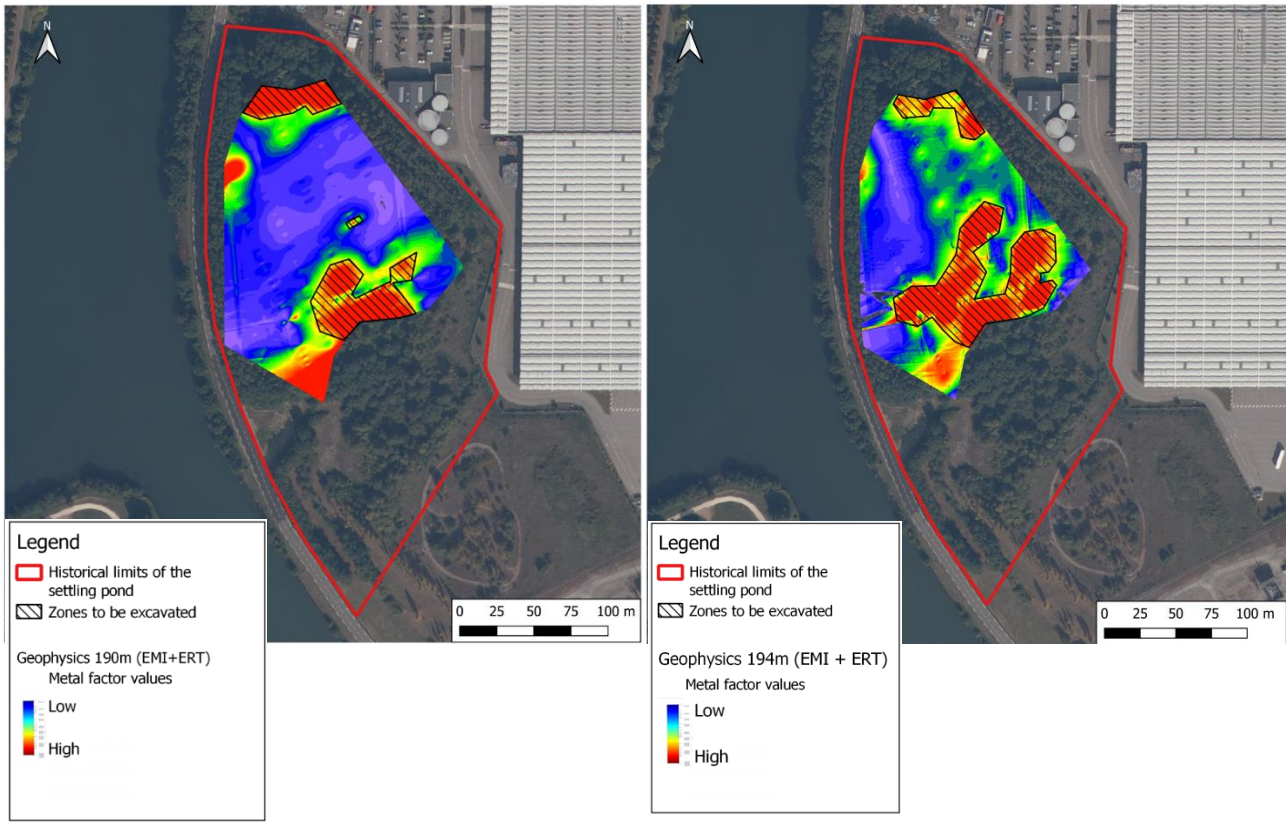 N
Legend
Historical limits of the
settling pond
Zones to be excavated
Geophysics 190m (EMI+ERT)
Metal factor values
Low
High
0 25 50 75 100 m
N
Legend
Historical limits of the
settling pond
Zones to be excavated
Geophysics 194m (EMI + ERT)
Metal factor values
Low
High
0 25 50 75 100 m